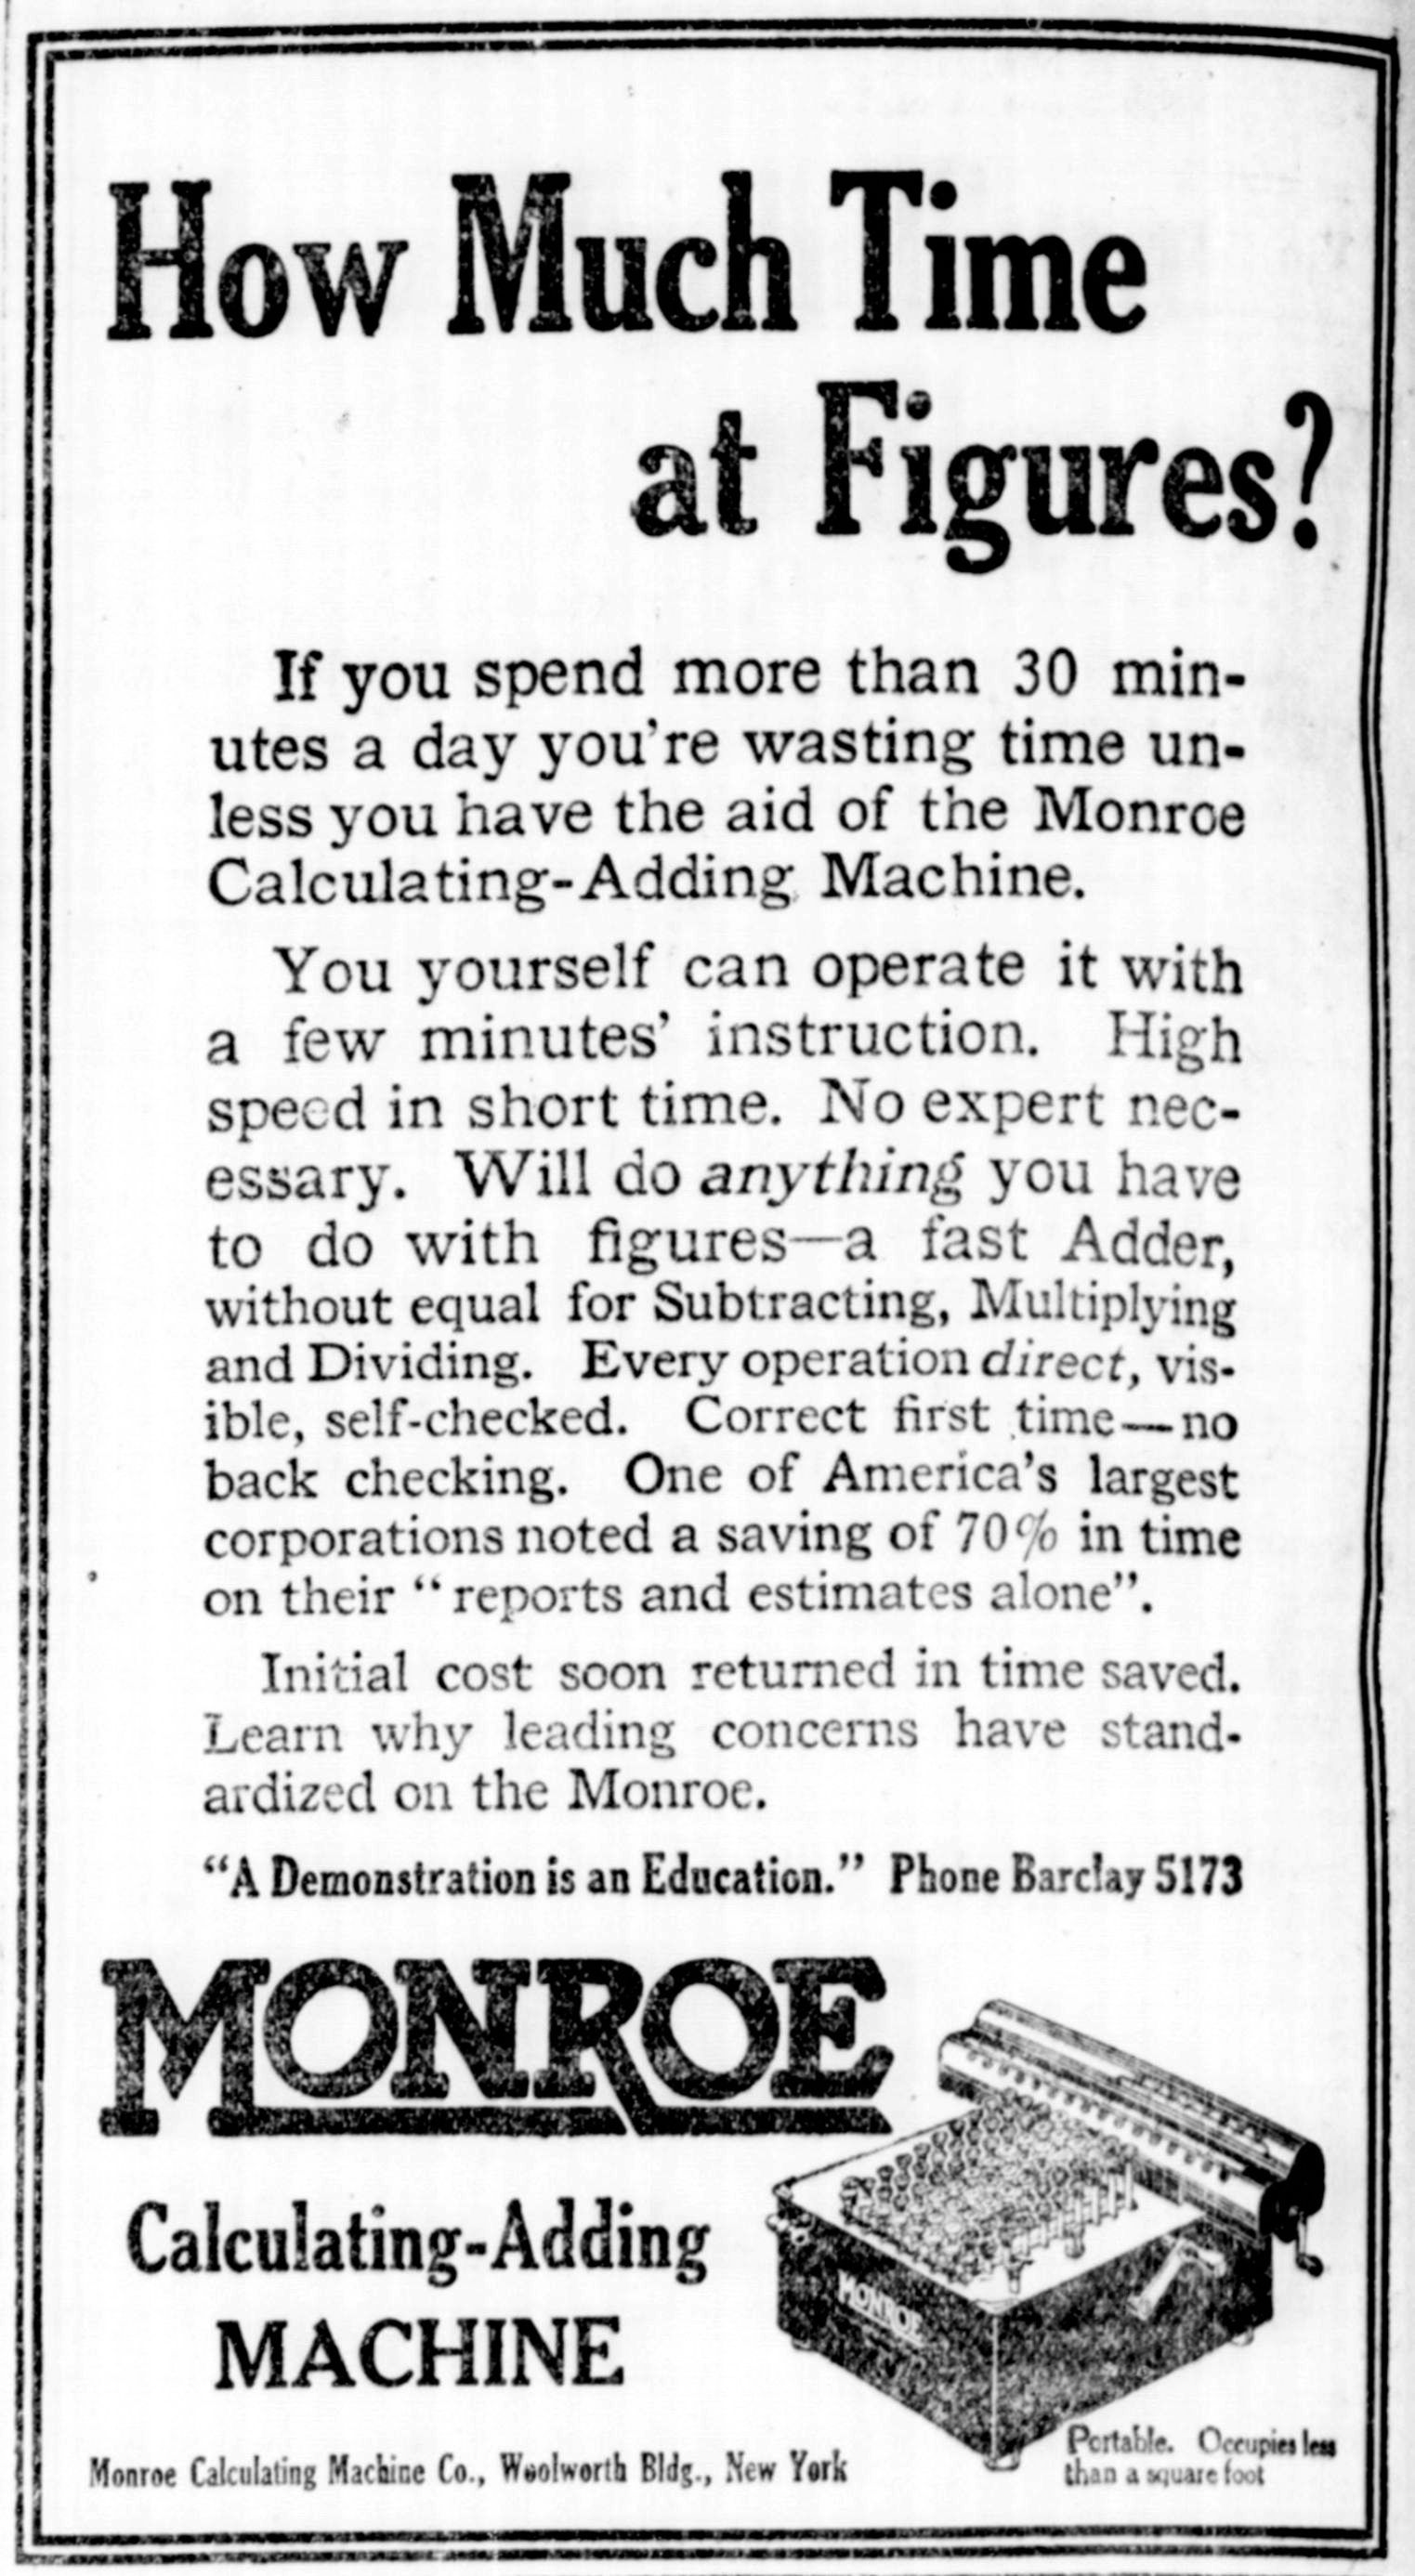 How Much Time
at Figures?
If you spend more than 30 min-
utes a day you're wasting time un-
less you have the aid of the Monroe
Calculating-Adding Machine.
You yourself can operate it with
a few minutes' instruction. High
speed in short time. No expert nec-
essary. Will do anything you have
to do with figures—a fast Adder,
without equal for Subtracting, Multiplying
and Dividing. Every operation direct, vis-
ible, self-checked. Correct first time—no
back checking. One of America's largest
corporations noted a saving of 70% in time
on their "reports and estimates alone".
Initial cost soon returned in time saved.
Learn why leading concerns have stand-
ardized on the Monroe.
"A Demonstration is an Education." Phone Barclay 5173
MONROE
Calculating-Adding
MACHINE
MONROE
Portable. Occupies less
than a square foot
Monroe Calculating Machine Co., Woolworth Bldg., New York